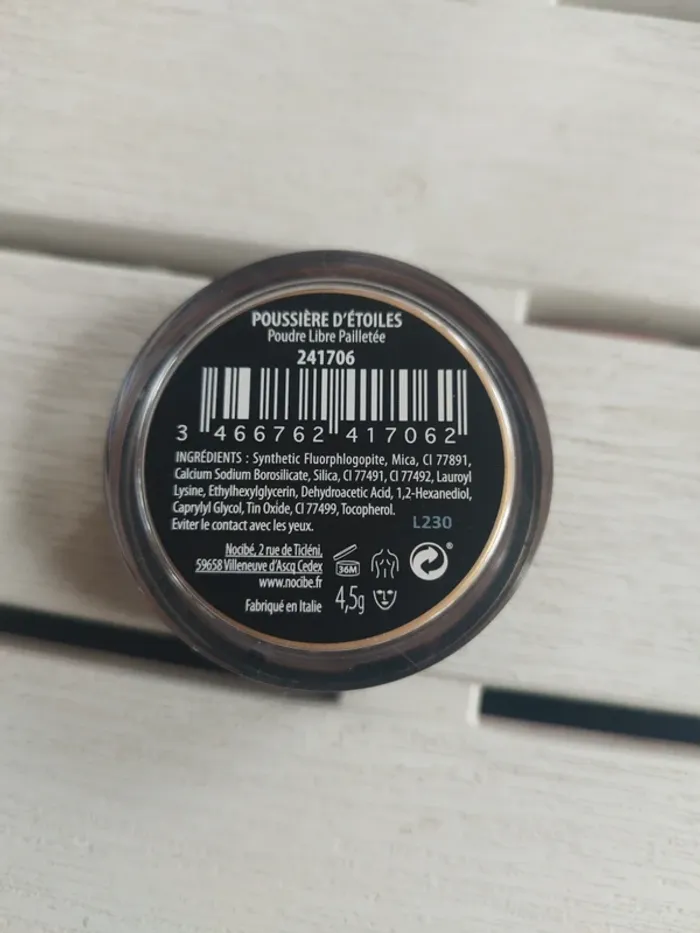 POUSSIÈRE D'ÉTOILES
Poudre Libre Pailletée
241706
3 466762 417062
INGRÉDIENTS : Synthetic Fluorphlogopite, Mica, CI 77891,
Calcium Sodium Borosilicate, Silica, CI 77491, CI 77492, Lauroyl
Lysine, Ethylhexylglycerin, Dehydroacetic Acid, 1,2-Hexanediol,
Caprylyl Glycol, Tin Oxide, CI 77499, Tocopherol.
Eviter le contact avec les yeux.
L230
Nocibé, 2 rue de Ticléni,
59658 Villeneuve d'Ascq Cedex
www.nocibe.fr
36M
Fabriqué en Italie
4,5g